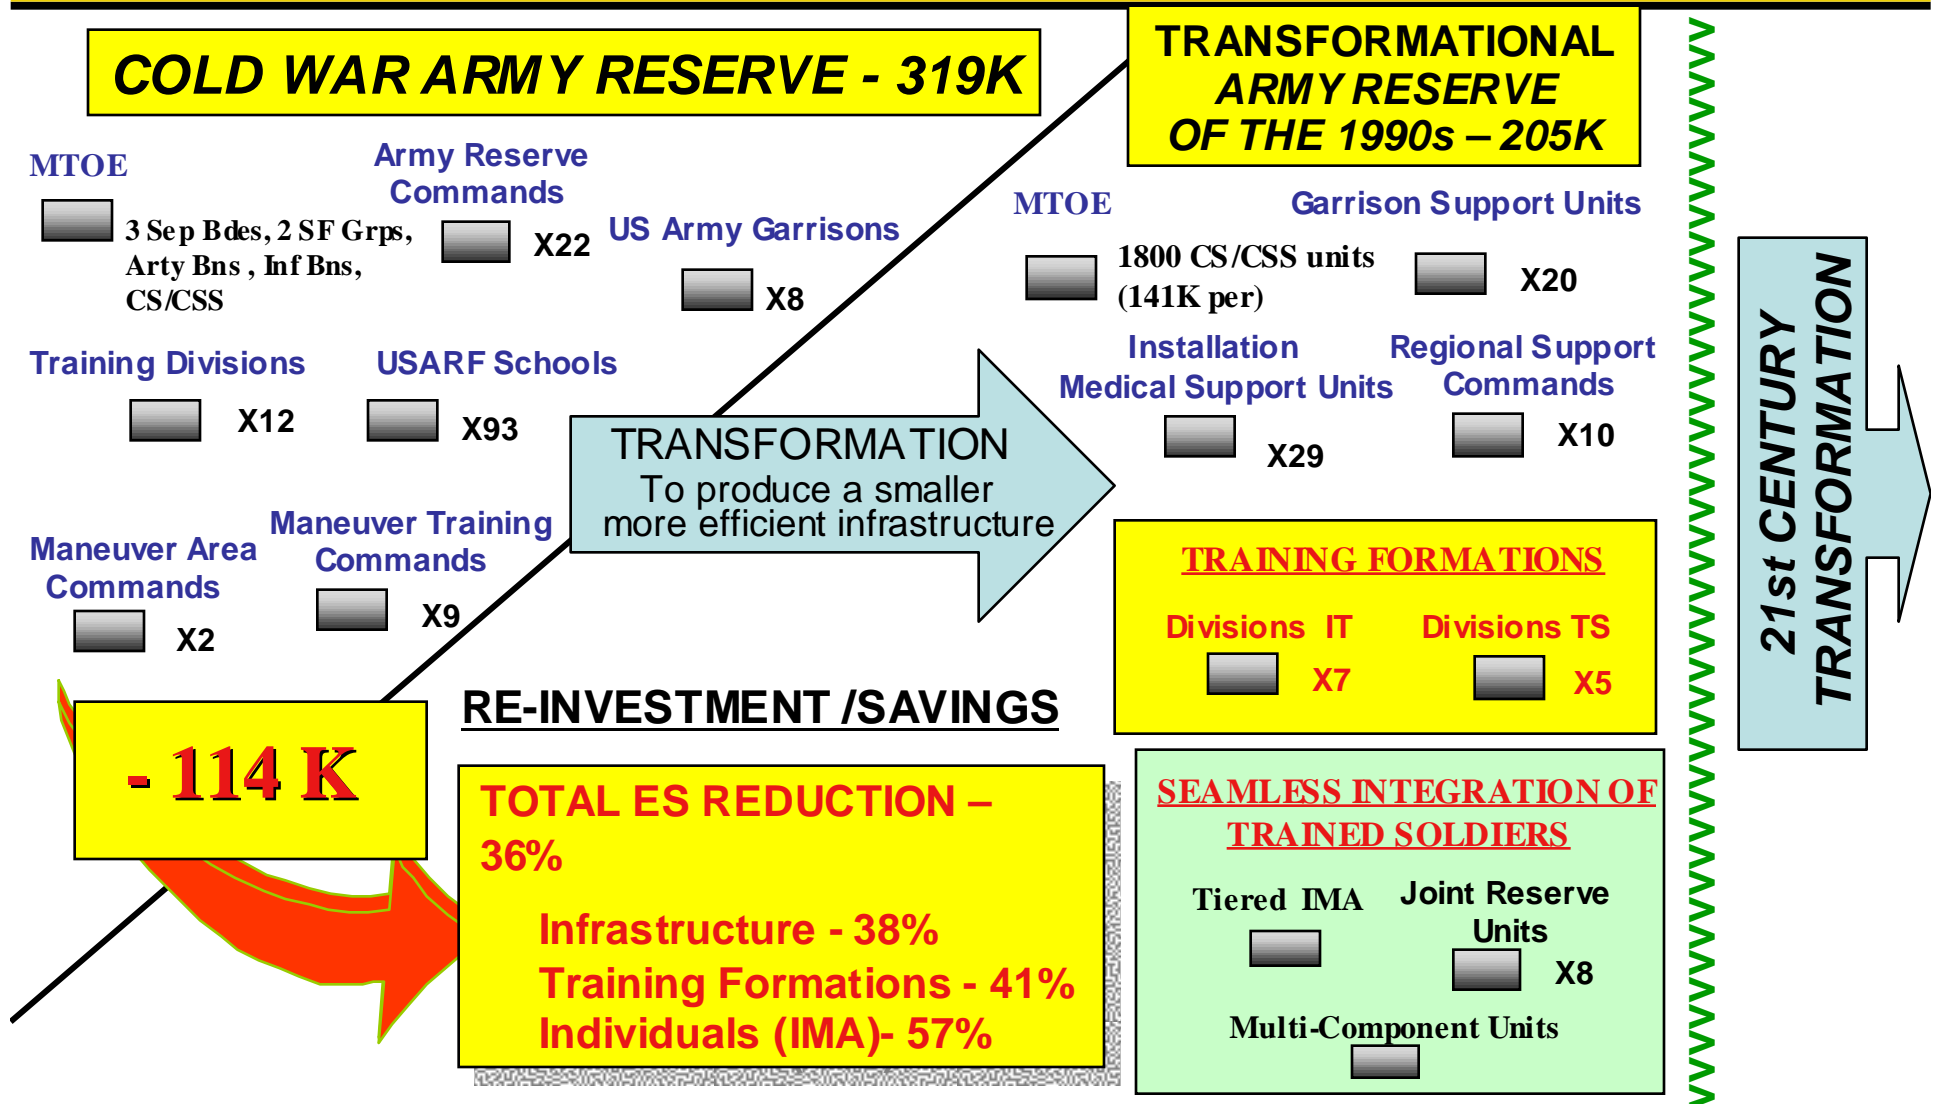 COLD WAR ARMY RESERVE - 319K
MTOE
3 Sep Bdes, 2 SF Grps,
Arty Bns , Inf Bns,
CS/CSS
Army Reserve
Commands
X22
US Army Garrisons
X8
Training Divisions
X12
USARF Schools
X93
Maneuver Area
Commands
X2
Maneuver Training
Commands
X9
TRANSFORMATION
To produce a smaller
more efficient infrastructure
TRANSFORMATIONAL
ARMY RESERVE
OF THE 1990s – 205K
MTOE
1800 CS/CSS units
(141K per)
Garrison Support Units
X20
Installation
Medical Support Units
X29
Regional Support
Commands
X10
TRAINING FORMATIONS
Divisions IT
X7
Divisions TS
X5
- 114 K
RE-INVESTMENT /SAVINGS
TOTAL ES REDUCTION –
36%
Infrastructure - 38%
Training Formations - 41%
Individuals (IMA)- 57%
SEAMLESS INTEGRATION OF
TRAINED SOLDIERS
Tiered IMA
Joint Reserve
Units
X8
Multi-Component Units
21st CENTURY
TRANSFORMATION